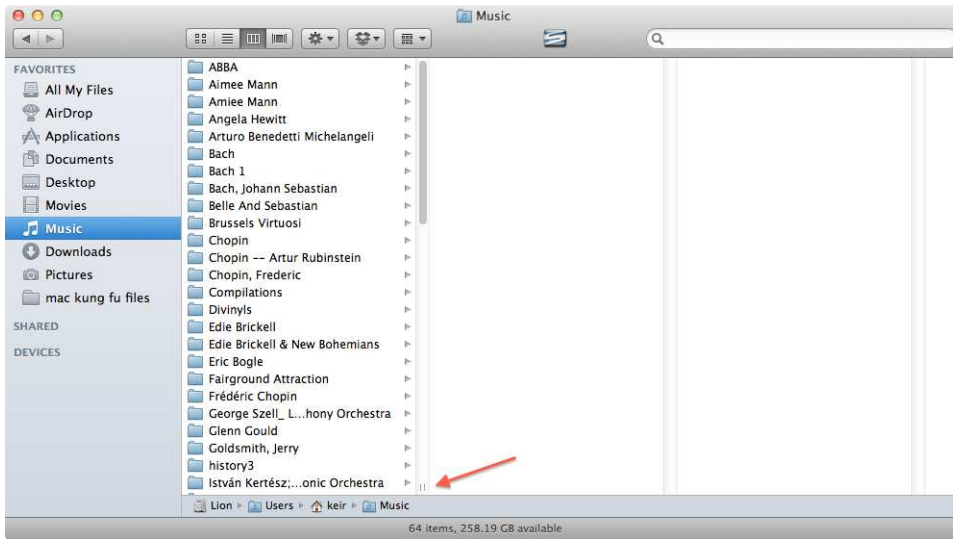 Music
FAVORITES
All My Files
AirDrop
Applications
Documents
Desktop
Movies
Music
Downloads
Pictures
mac kung fu files
SHARED
DEVICES
ABBA
Aimee Mann
Amiee Mann
Angela Hewitt
Arturo Benedetti Michelangeli
Bach
Bach 1
Bach, Johann Sebastian
Belle And Sebastian
Brussels Virtuosi
Chopin
Chopin -- Artur Rubinstein
Chopin, Frederic
Compilations
Divinyls
Edie Brickell
Edie Brickell & New Bohemians
Eric Bogle
Fairground Attraction
Frédéric Chopin
George Szell_ L...hony Orchestra
Glenn Gould
Goldsmith, Jerry
history3
István Kertész;...onic Orchestra
Lion Users keir Music
64 items, 258.19 GB available